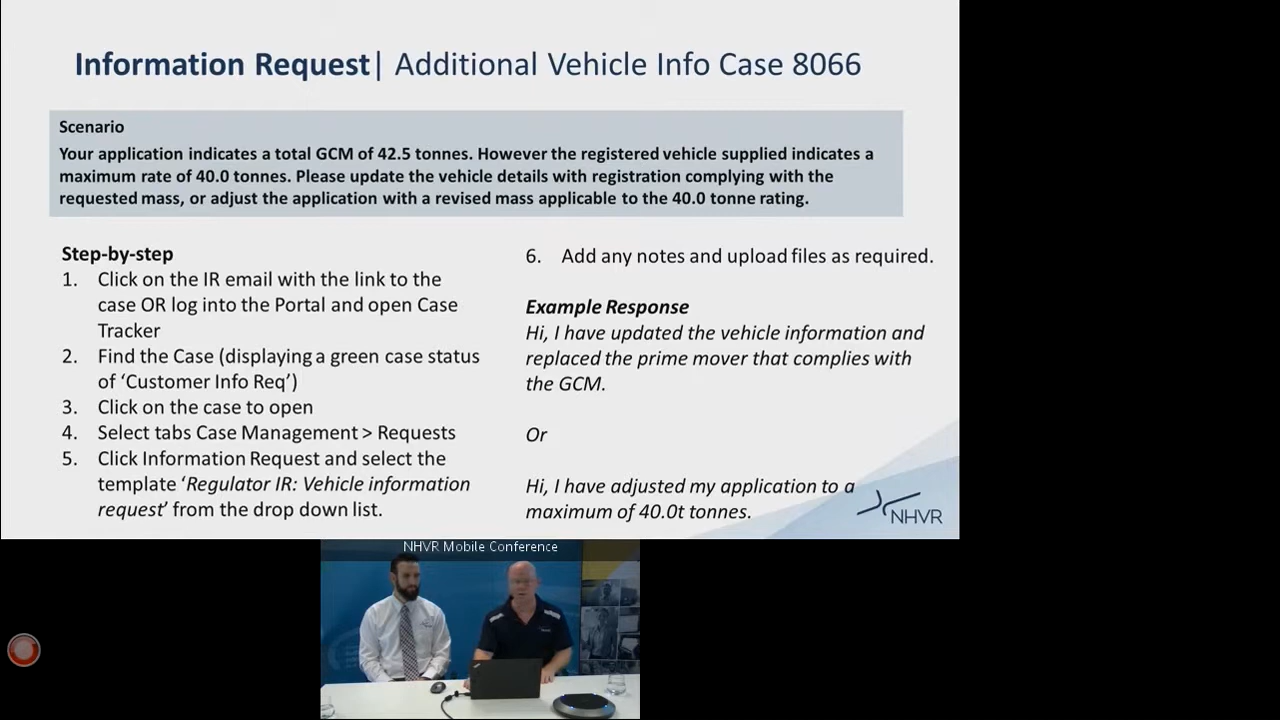 Information Request| Additional Vehicle Info Case 8066
Scenario
Your application indicates a total GCM of 42.5 tonnes. However the registered vehicle supplied indicates a
maximum rate of 40.0 tonnes. Please update the vehicle details with registration complying with the
requested mass, or adjust the application with a revised mass applicable to the 40.0 tonne rating.
Step-by-step
1. Click on the IR email with the link to the
case OR log into the Portal and open Case
Tracker
2. Find the Case (displaying a green case status
of ‘Customer Info Req’)
3. Click on the case to open
4. Select tabs Case Management > Requests
5. Click Information Request and select the
template ‘Regulator IR: Vehicle information
request’ from the drop down list.
6. Add any notes and upload files as required.
Example Response
Hi, I have updated the vehicle information and
replaced the prime mover that complies with
the GCM.
Or
Hi, I have adjusted my application to a
maximum of 40.0t tonnes.
NHVR
NHVR Mobile Conference